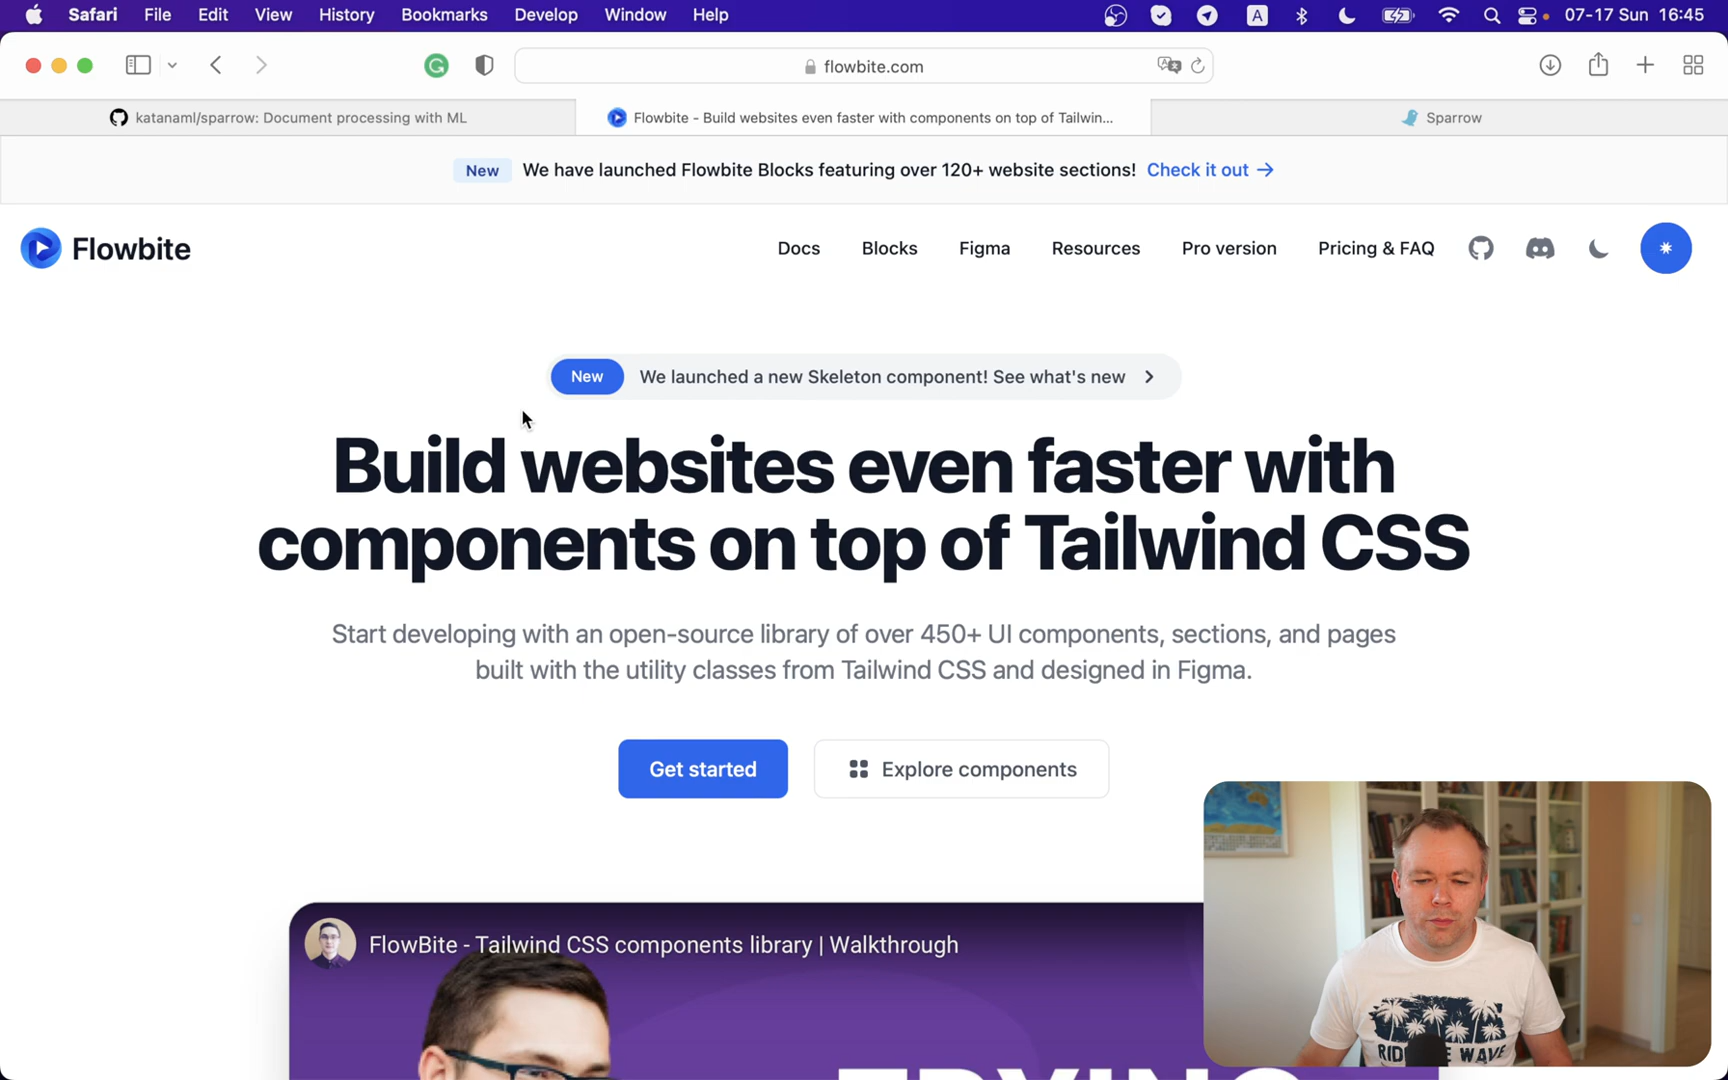 Safari File Edit View History Bookmarks Develop Window Help A 07-17 Sun 16:45
flowbite.com
katanaml/sparrow: Document processing with ML
Flowbite - Build websites even faster with components on top of Tailwin...
Sparrow
New We have launched Flowbite Blocks featuring over 120+ website sections! Check it out →
Flowbite
Docs Blocks Figma Resources Pro version Pricing & FAQ
New We launched a new Skeleton component! See what's new
Build websites even faster with
components on top of Tailwind CSS
Start developing with an open-source library of over 450+ UI components, sections, and pages
built with the utility classes from Tailwind CSS and designed in Figma.
Get started
Explore components
FlowBite - Tailwind CSS components library | Walkthrough
WAVE